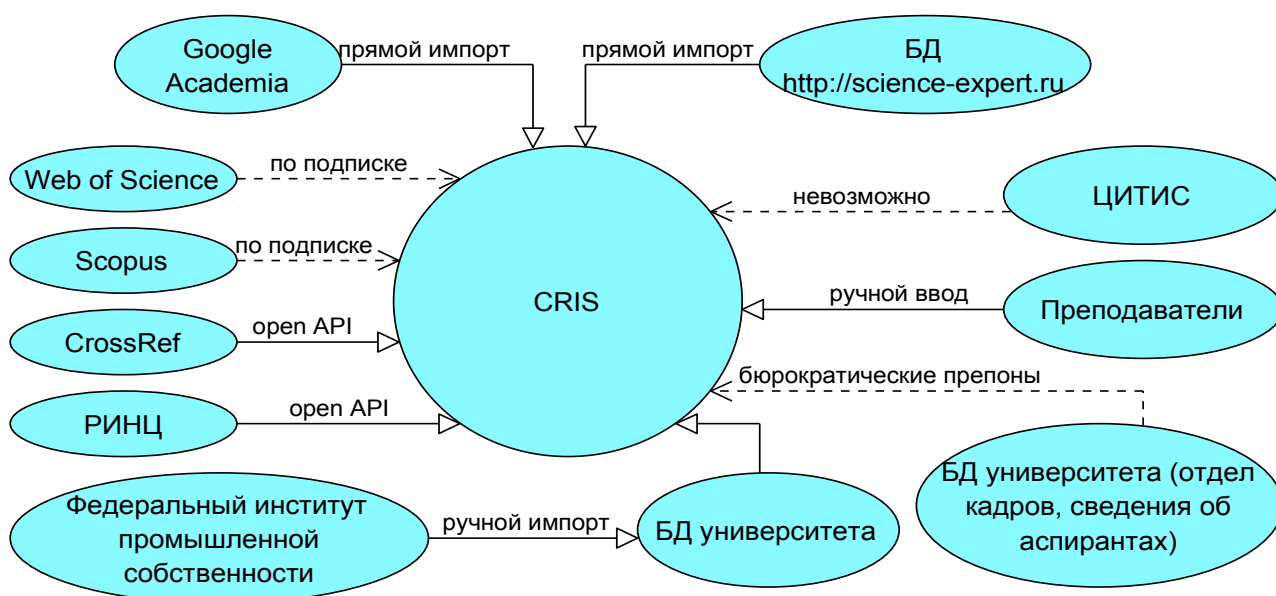 Google
Academia
прямой импорт
прямой импорт
БД
http://science-expert.ru
Web of Science
по подписке
невозможно
ЦИТИС
Scopus
по подписке
CRIS
ручной ввод
Преподаватели
CrossRef
open API
бюрократические препоны
РИНЦ
open API
БД университета (отдел
кадров, сведения об
аспирантах)
Федеральный институт
промышленной
собственности
ручной импорт
БД университета